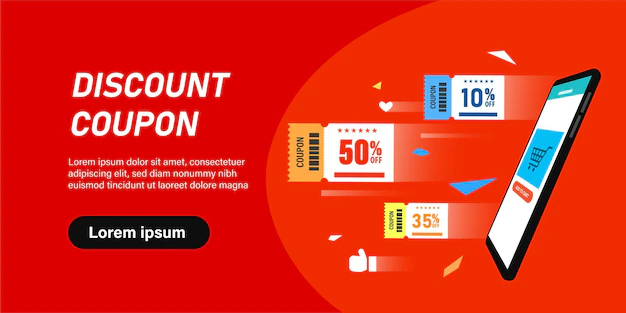 DISCOUNT
COUPON
Lorem ipsum dolor sit amet, consectetuer
adipiscing elit, sed diam nonummy nibh
euismod tincidunt ut laoreet dolore magna
Lorem ipsum
COUPON
10% OFF
COUPON
50% OFF
COUPON
35% OFF